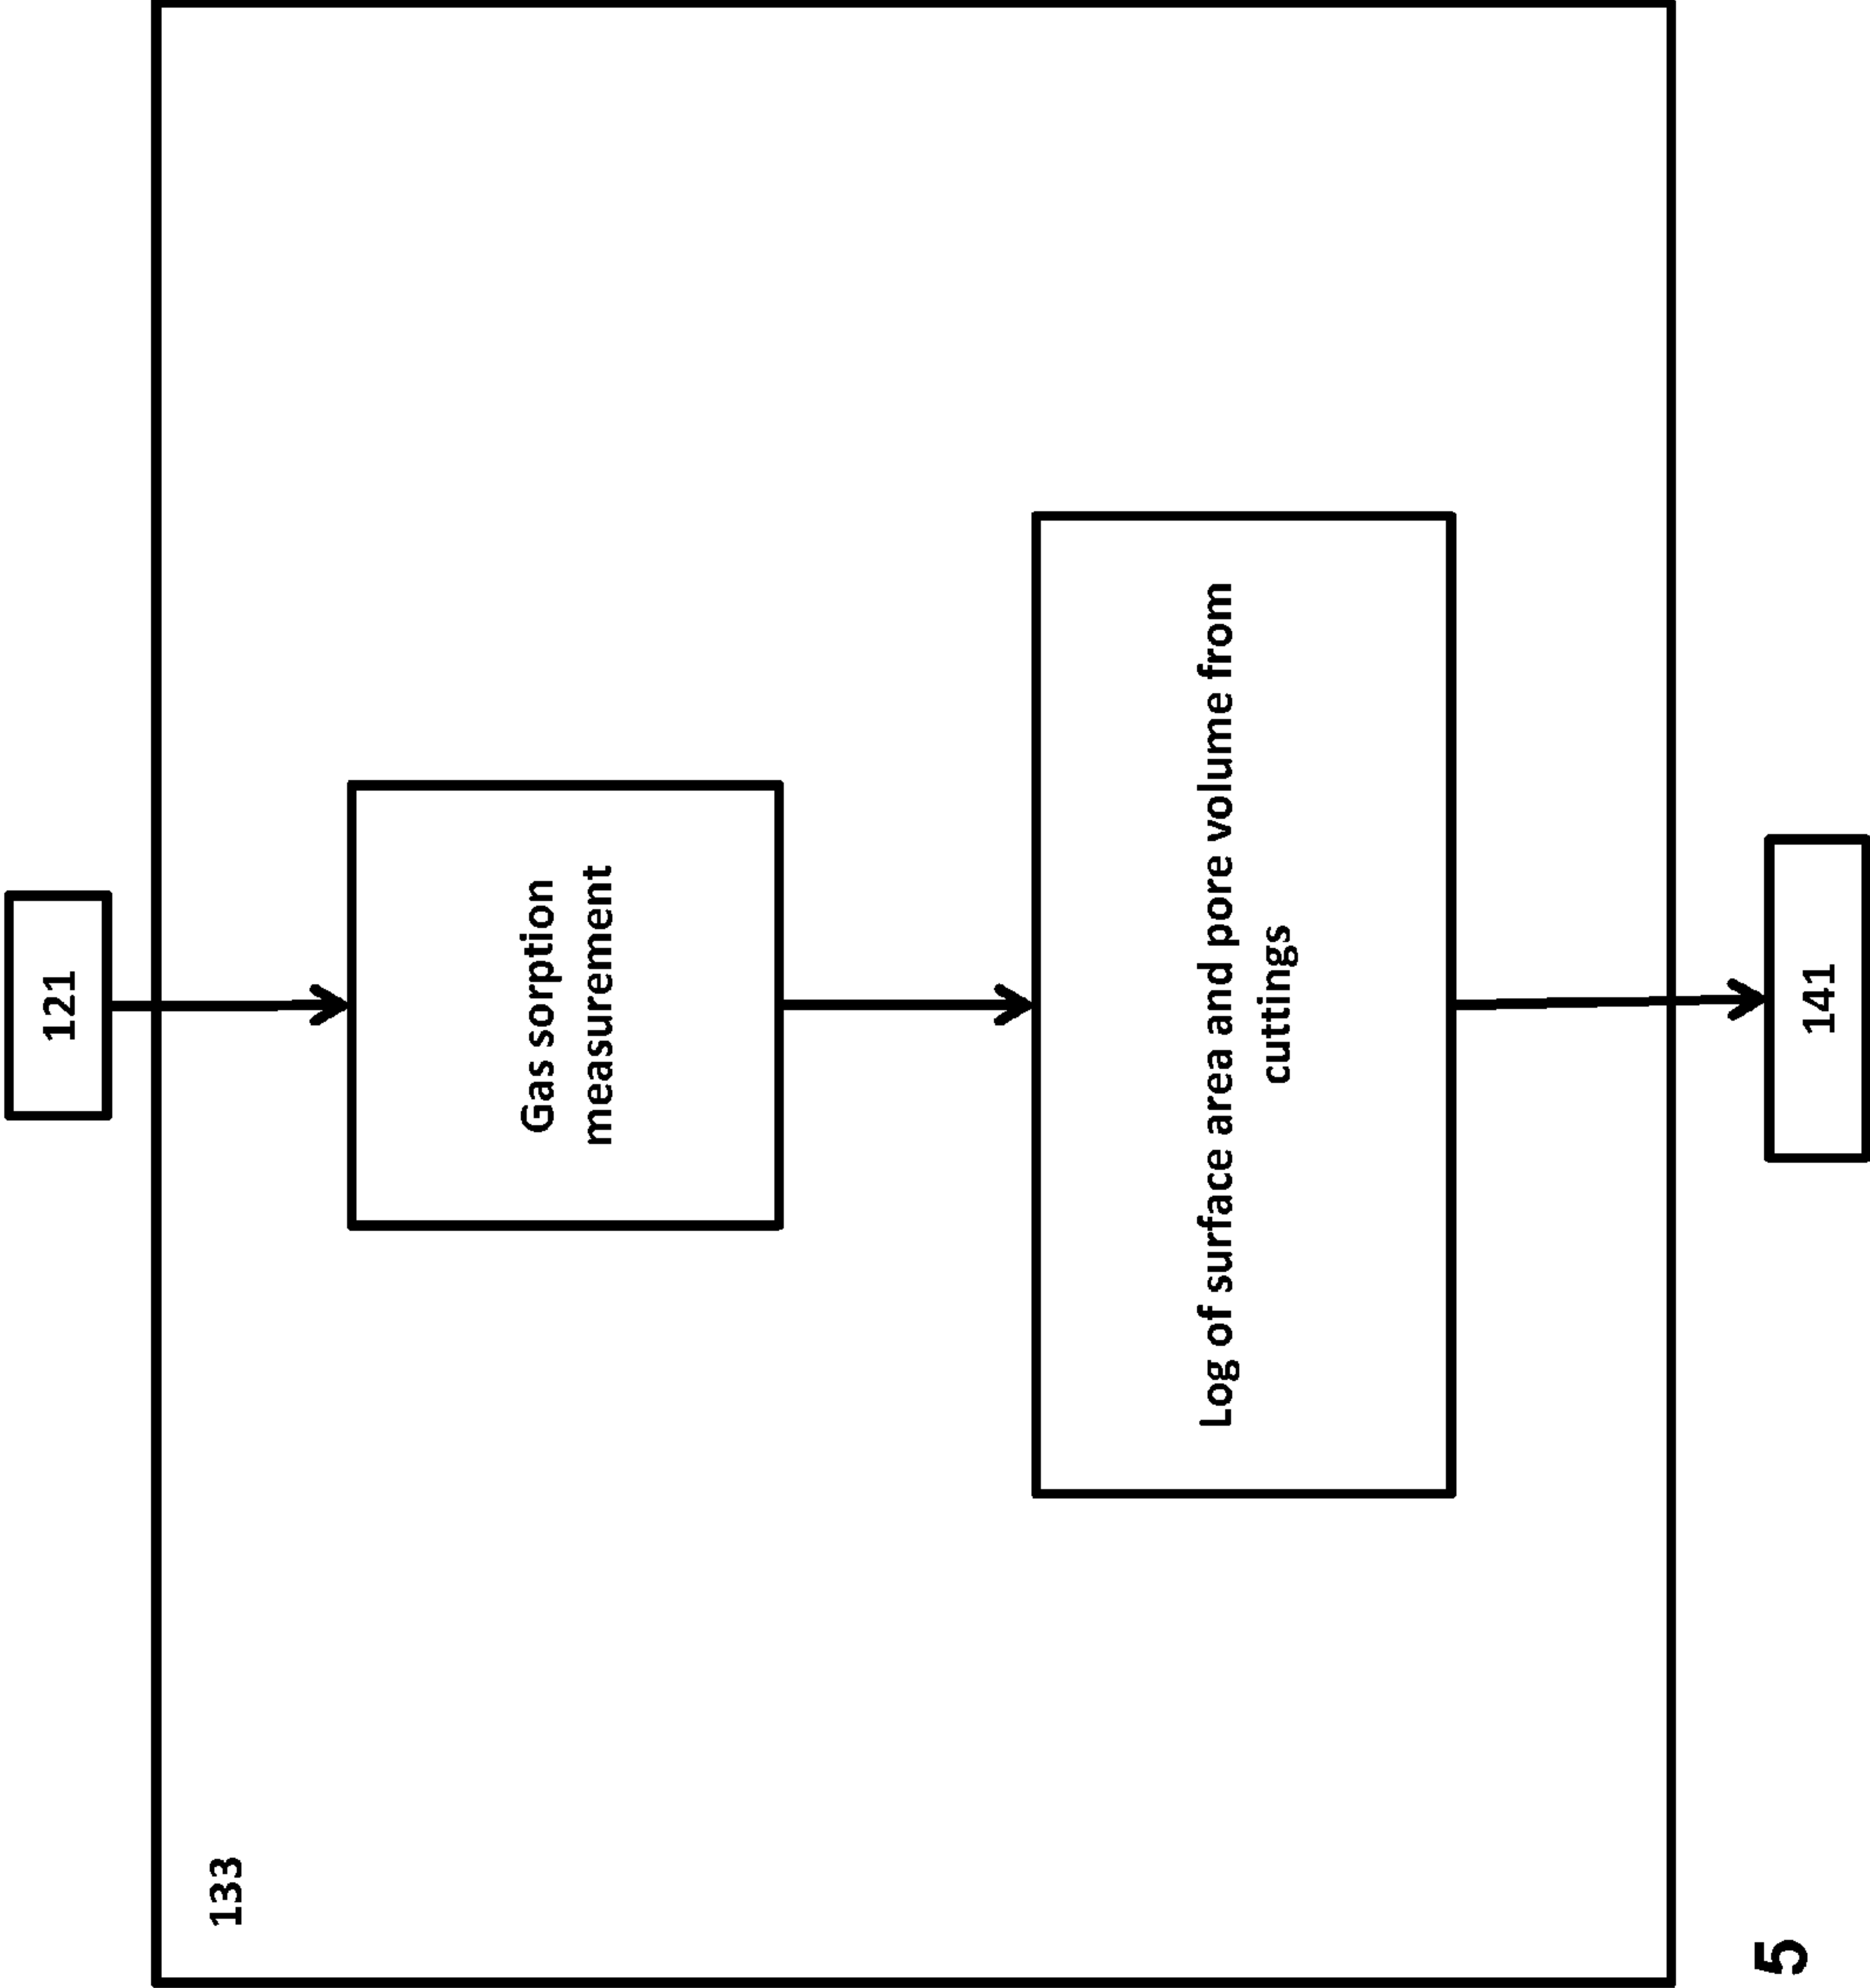 121
133
Gas sorption
measurement
Log of surface area and pore volume from
cuttings
141
5